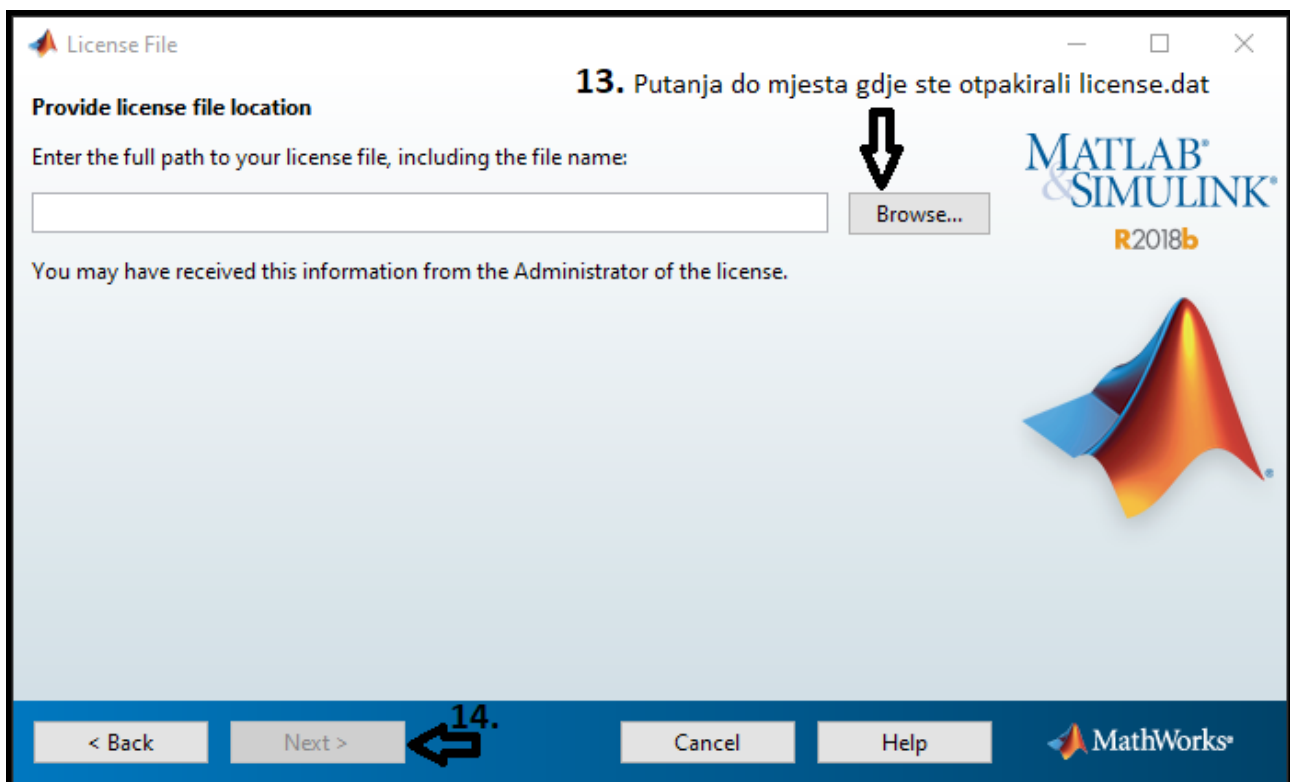 License File
13. Putanja do mjesta gdje ste otpakirali license.dat
Provide license file location
Enter the full path to your license file, including the file name:
Browse...
You may have received this information from the Administrator of the license.
MATLAB®
&SIMULINK®
R2018b
14.
< Back
Next >
Cancel
Help
MathWorks®